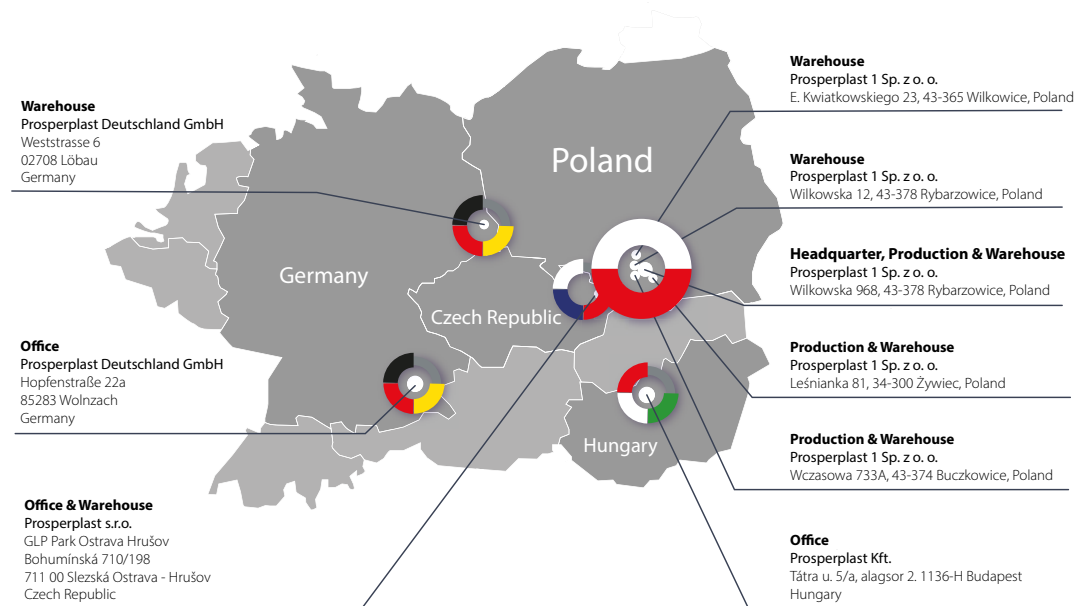 Warehouse
Prosperplast Deutschland GmbH
Weststrasse 6
02708 Löbau
Germany
Office
Prosperplast Deutschland GmbH
Hopfenstraße 22a
85283 Wolnzach
Germany
Office & Warehouse
Prosperplast s.r.o.
GLP Park Ostrava Hrušov
Bohumínská 710/198
711 00 Slezská Ostrava - Hrušov
Czech Republic
Poland
Germany
Czech Republic
Hungary
Warehouse
Prosperplast 1 Sp. z o. o.
E. Kwiatkowskiego 23, 43-365 Wilkowice, Poland
Warehouse
Prosperplast 1 Sp. z o. o.
Wilkowska 12, 43-378 Rybarzowice, Poland
Headquarter, Production & Warehouse
Prosperplast 1 Sp. z o. o.
Wilkowska 968, 43-378 Rybarzowice, Poland
Production & Warehouse
Prosperplast 1 Sp. z o. o.
Leśnianka 81, 34-300 Żywiec, Poland
Production & Warehouse
Prosperplast 1 Sp. z o. o.
Wczasowa 733A, 43-374 Buczkowice, Poland
Office
Prosperplast Kft.
Tátra u. 5/a, alagsor 2. 1136-H Budapest
Hungary